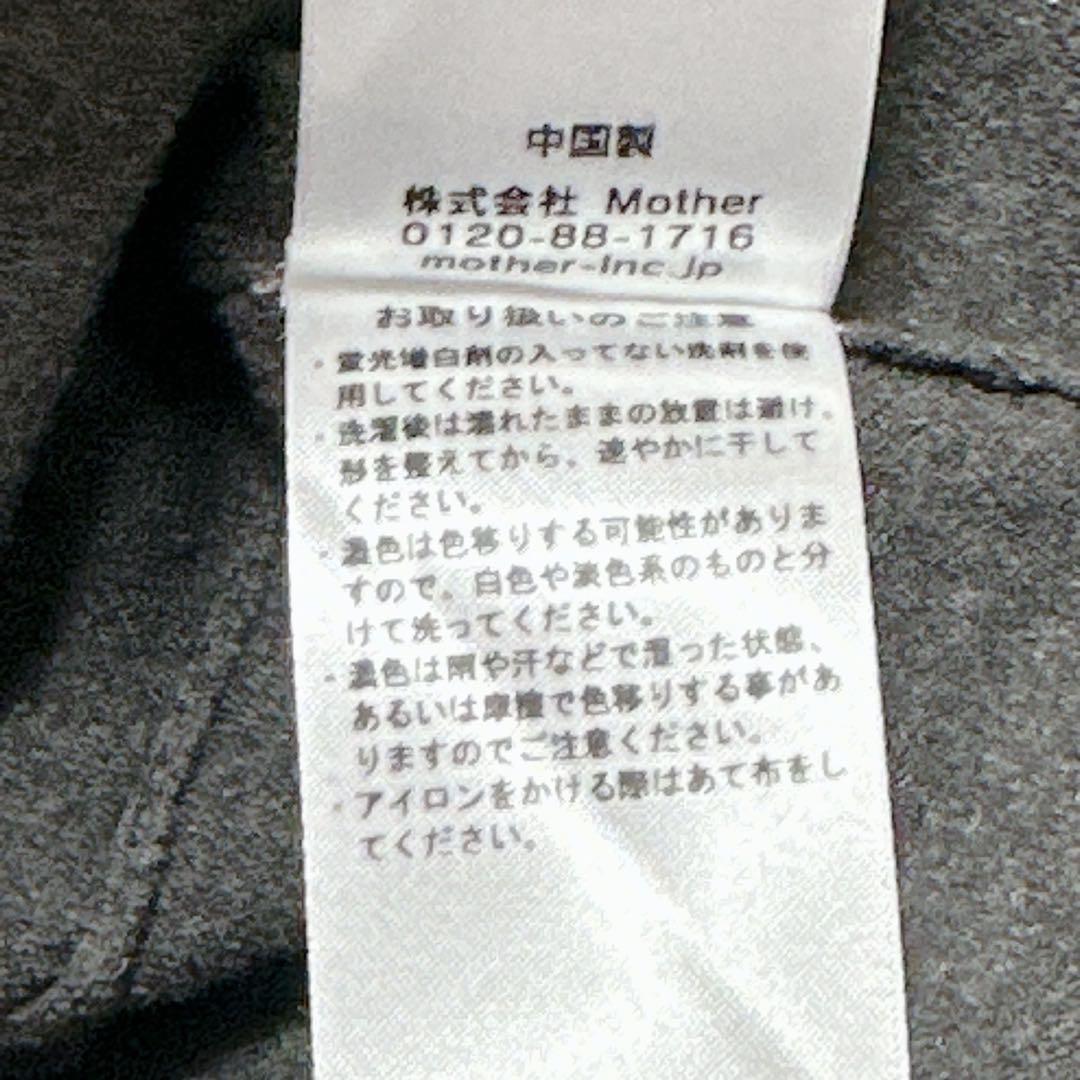 中国製
株式会社 Mother
0120-88-1716
mother-inc.jp
お取り扱いのご注意
・蛍光増白剤の入ってない洗剤を使
用してください。
・洗濯後は濡れたままの放置は避け、
形を整えてから、速やかに干して
ください。
・濃色は色移りする可能性がありま
すので、白色や淡色系のものと分
けて洗ってください。
・濃色は雨や汗などで湿った状態、
あるいは摩擦で色移りする事があ
りますのでご注意ください。
・アイロンをかける際はあて布をし
てください。